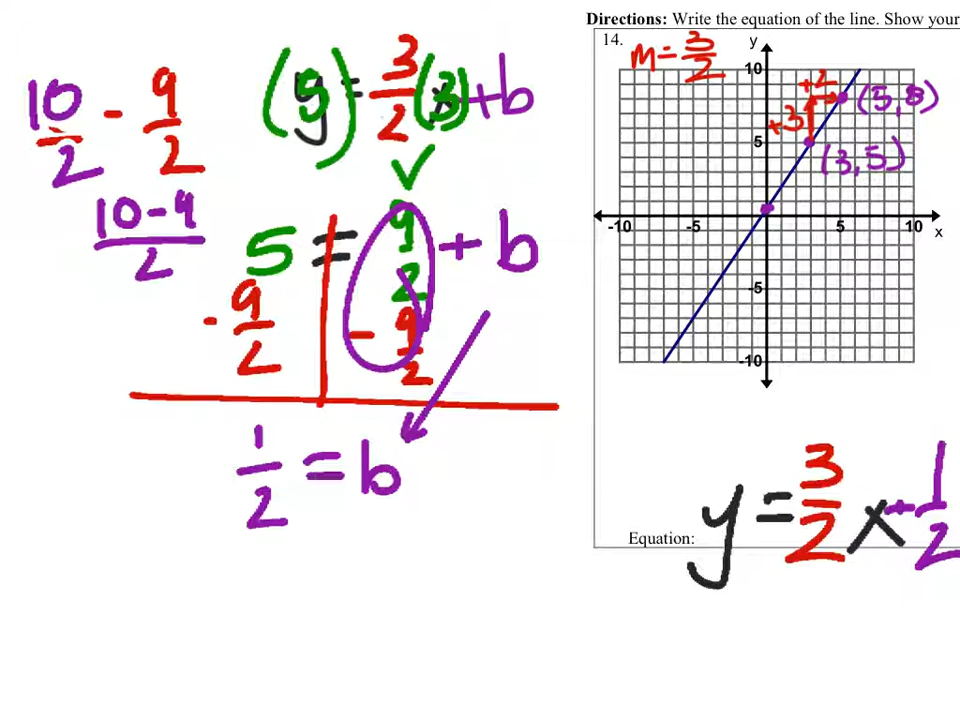 Directions: Write the equation of the line. Show your
14. m = 3/2
y
10
5
-5
-10
-10 -5 5 10
x
+2
+3
(5,8)
(3,5)
10/2 - 9/2
(10-9)/2
(5) = 3/2 (3) + b
5 = 9/2 + b
-9/2 - 9/2
1/2 = b
Equation: y = 3/2 x + 1/2